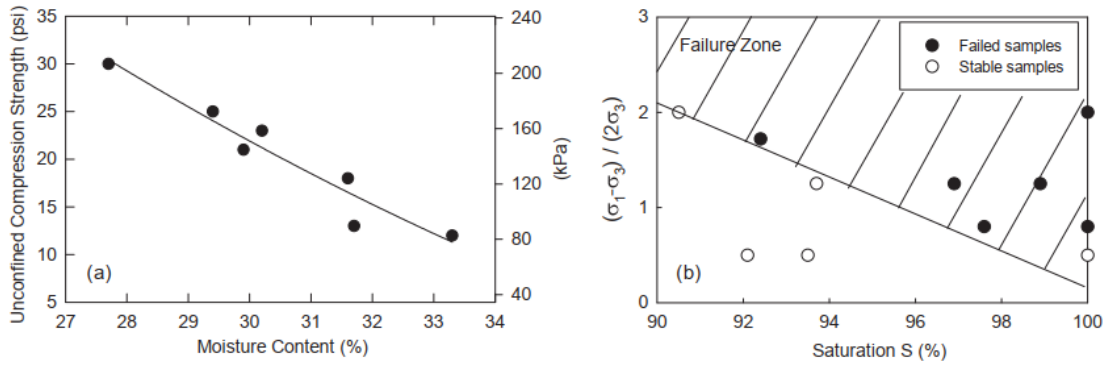 Unconfined Compression Strength (psi)
35
30
25
20
15
10
5
240
200
160
120
80
40
(kPa)
(a)
27 28 29 30 31 32 33 34
Moisture Content (%)
(σ₁-σ₃) / (2σ₃)
3
2
1
0
Failure Zone
Failed samples
Stable samples
(b)
90 92 94 96 98 100
Saturation S (%)